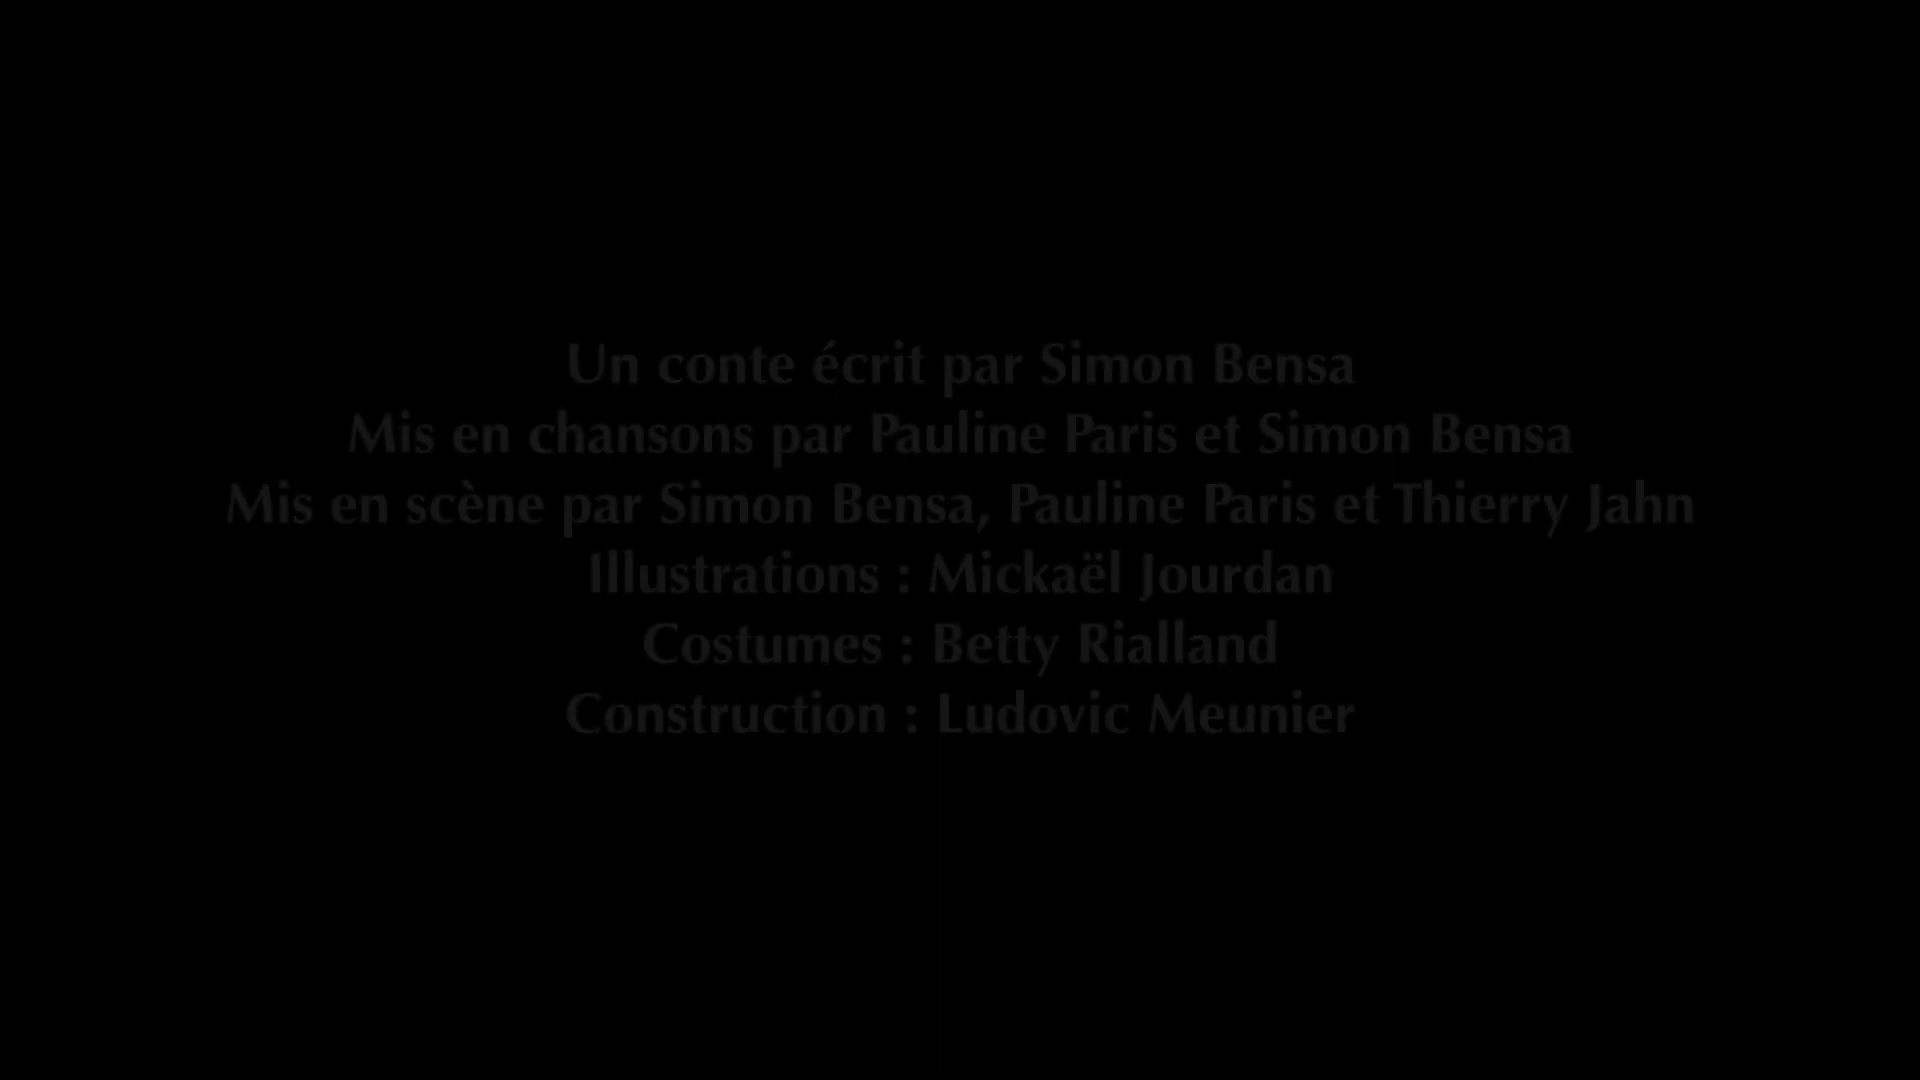 Un conte écrit par Simon Bensa
Mis en chansons par Pauline Paris et Simon Bensa
Mis en scène par Simon Bensa, Pauline Paris et Thierry Jahn
Illustrations : Mickaël Jourdan
Costumes : Betty Rialland
Construction : Ludovic Meunier